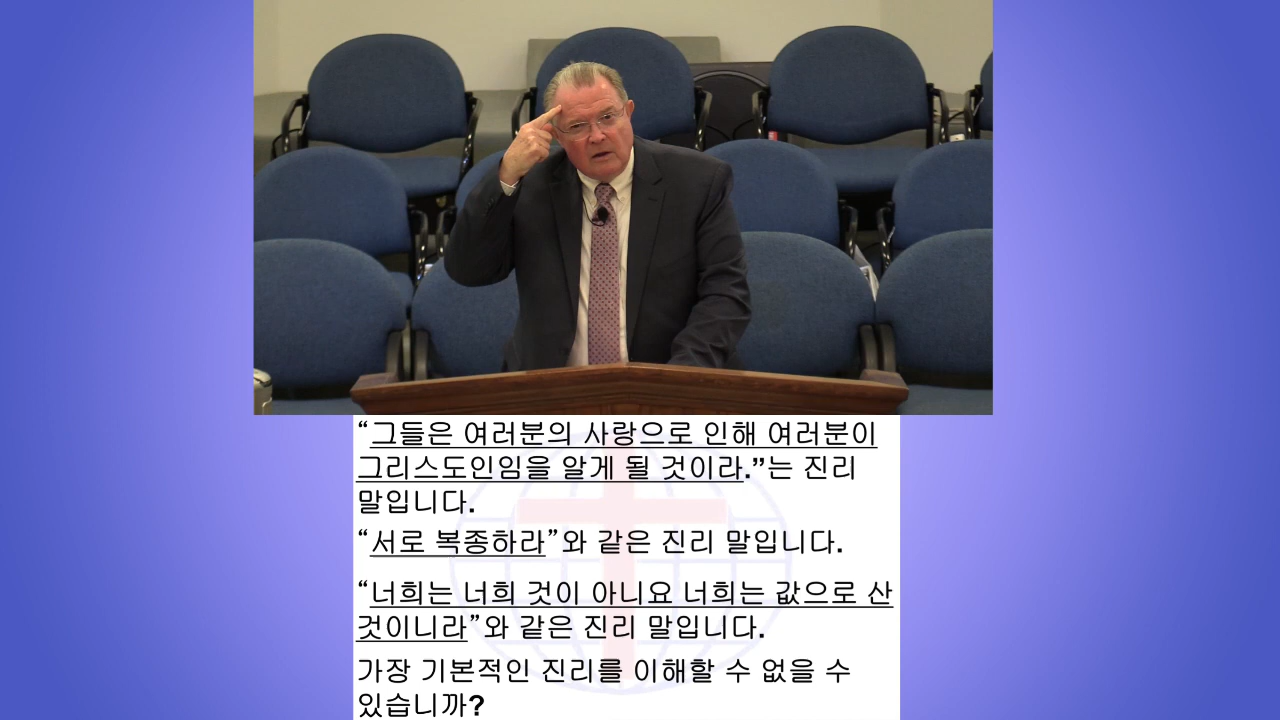 “그들은 여러분의 사랑으로 인해 여러분이
그리스도인임을 알게 될 것이라.”는 진리
말입니다.
“서로 복종하라”와 같은 진리 말입니다.
“너희는 너희 것이 아니요 너희는 값으로 산
것이니라”와 같은 진리 말입니다.
가장 기본적인 진리를 이해할 수 없을 수
있습니까?